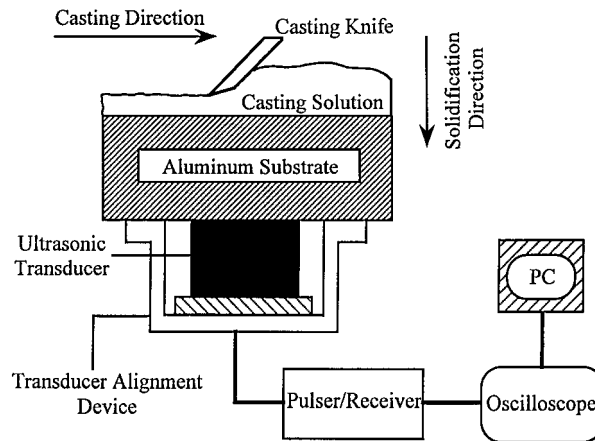 Casting Direction
Casting Knife
Casting Solution
Solidification
Direction
Aluminum Substrate
Ultrasonic
Transducer
PC
Transducer Alignment
Device
Pulser/Receiver
Oscilloscope